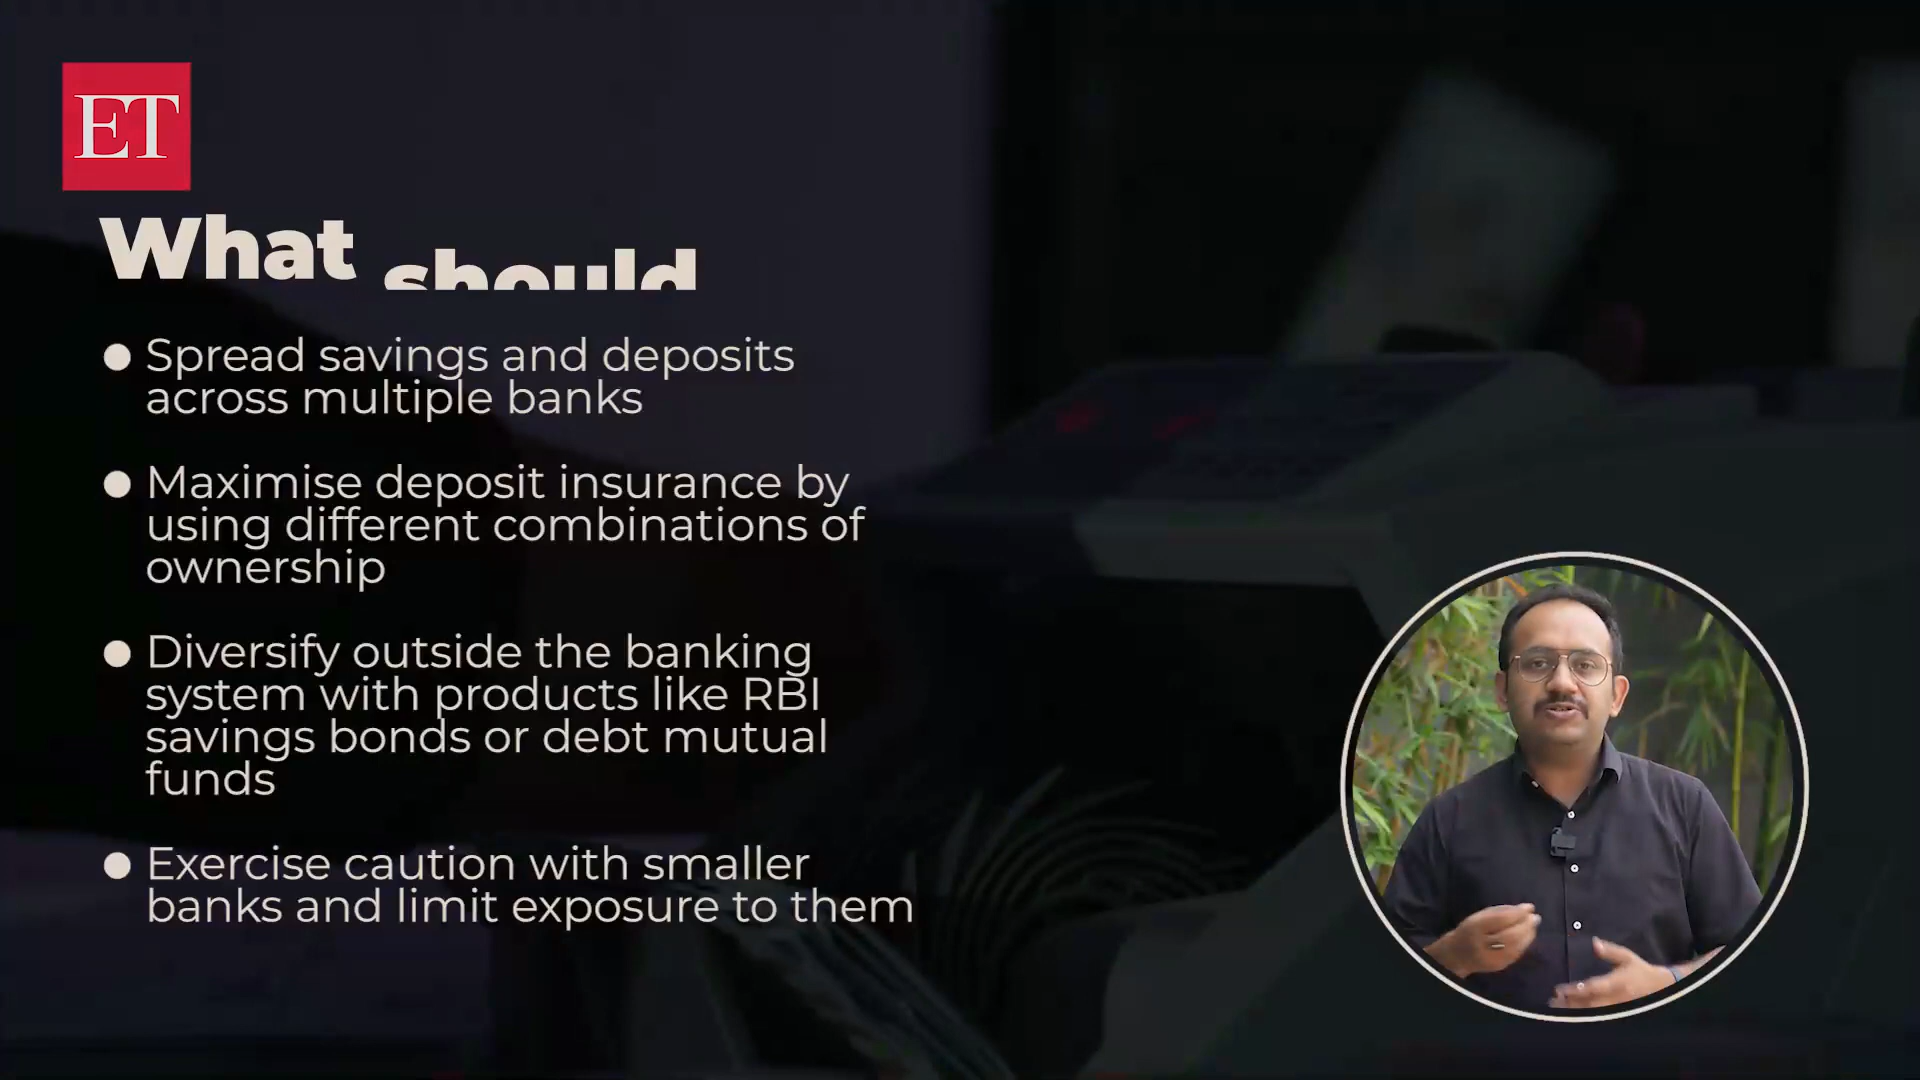 ET
What should
Spread savings and deposits
across multiple banks
Maximise deposit insurance by
using different combinations of
ownership
Diversify outside the banking
system with products like RBI
savings bonds or debt mutual
funds
Exercise caution with smaller
banks and limit exposure to them